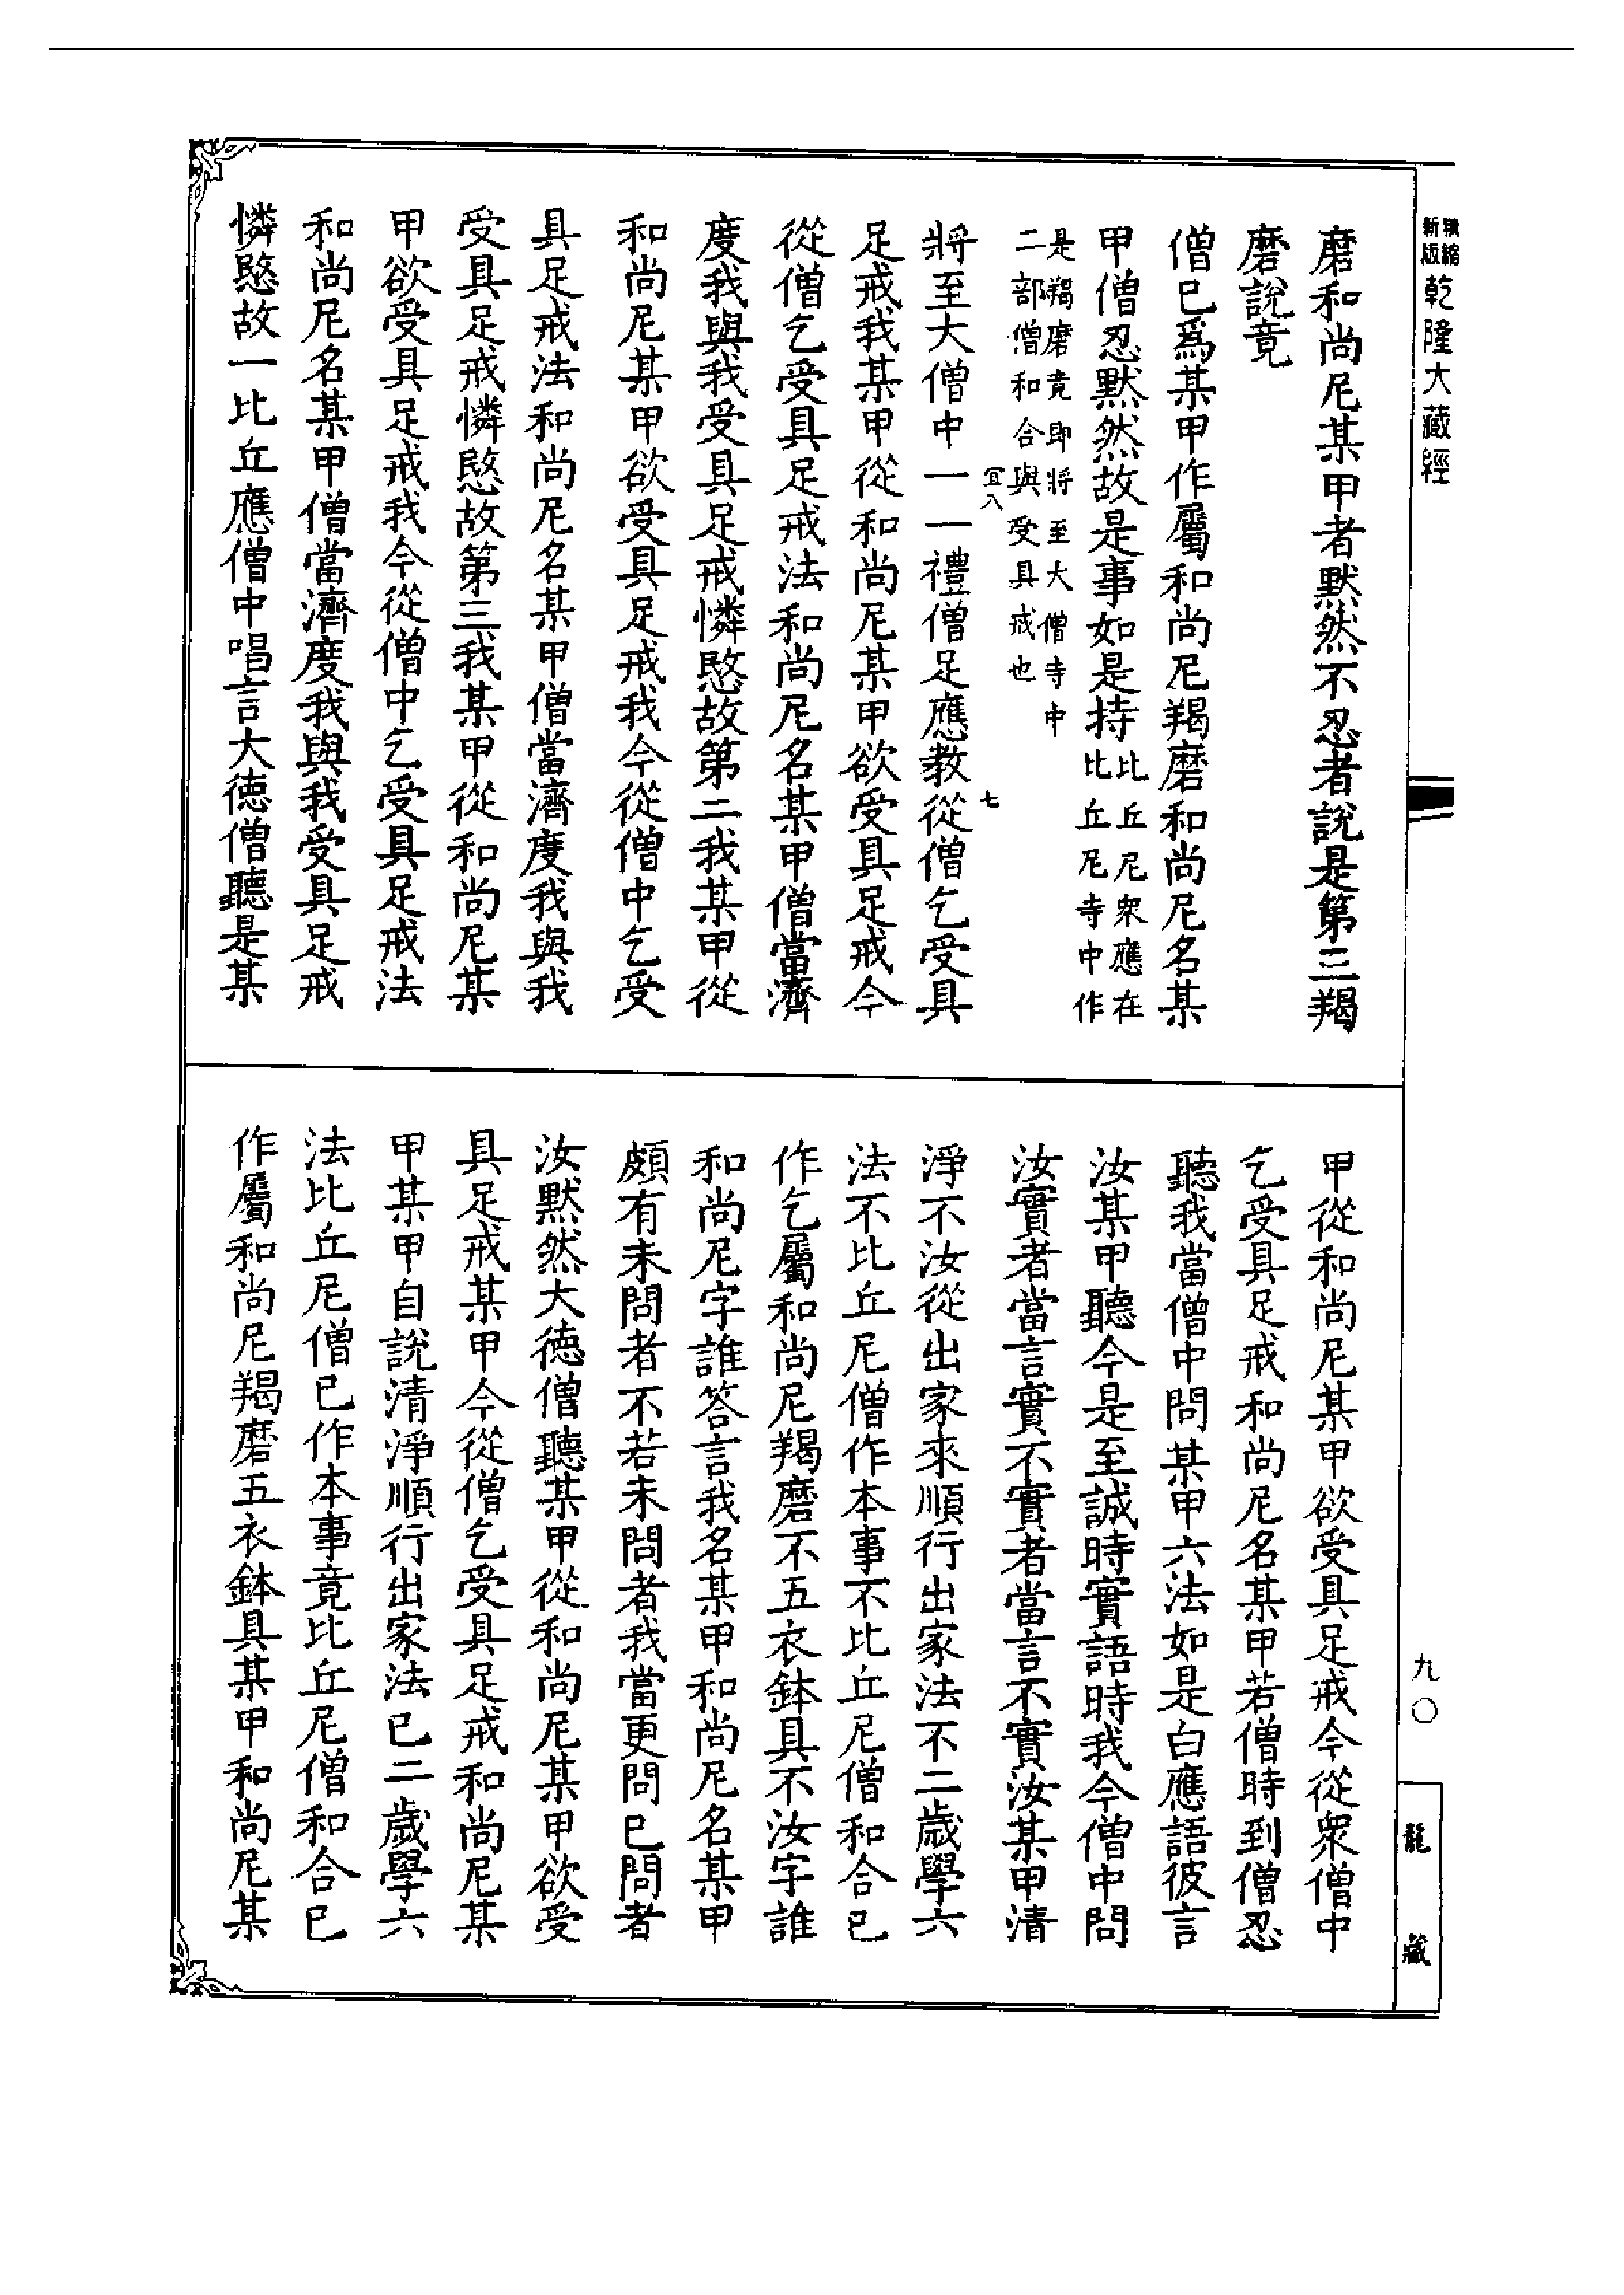 新版
乾隆大藏經
磨和尚尼某甲者默然不忍者說是第三羯
磨說竟
僧已爲某甲作屬和尚尼羯磨和尚尼名某
甲僧忍默然故是事如是持比丘尼衆應在
比丘尼寺中作
是羯磨竟即將至大僧寺中
二部僧和合與受具戒也
宜八
七
將至大僧中一一禮僧足應教從僧乞受具
足戒我某甲從和尚尼某甲欲受具足戒今
從僧乞受具足戒法和尚尼名某甲僧當濟
度我與我受具足戒憐愍故第二我某甲從
和尚尼某甲欲受具足戒我今從僧中乞受
具足戒法和尚尼名某甲僧當濟度我與我
受具足戒憐愍故第三我某甲從和尚尼某
甲欲受具足戒我今從僧中乞受具足戒法
和尚尼名某甲僧當濟度我與我受具足戒
憐愍故一比丘應僧中唱言大德僧聽是某
甲從和尚尼某甲欲受具足戒今從衆僧中
乞受具足戒和尚尼名某甲若僧時到僧忍
聽我當僧中問某甲六法如是白應語彼言
汝某甲聽今是至誠時實語時我今僧中問
汝實者當言實不實者當言不實汝某甲清
淨不汝從出家來順行出家法不二歲學六
法不比丘尼僧作本事不比丘尼僧和合已
作乞屬和尚尼羯磨不五衣鉢具不汝字誰
和尚尼字誰答言我名某甲和尚尼名某甲
頗有未問者不若未問者我當更問已問者
汝默然大德僧聽某甲從和尚尼某甲欲受
具足戒某甲今從僧乞受具足戒和尚尼某
甲某甲自說清淨順行出家法已二歲學六
法比丘尼僧已作本事竟比丘尼僧和合已
作屬和尚尼羯磨五衣鉢具某甲和尚尼某
九〇
龍藏